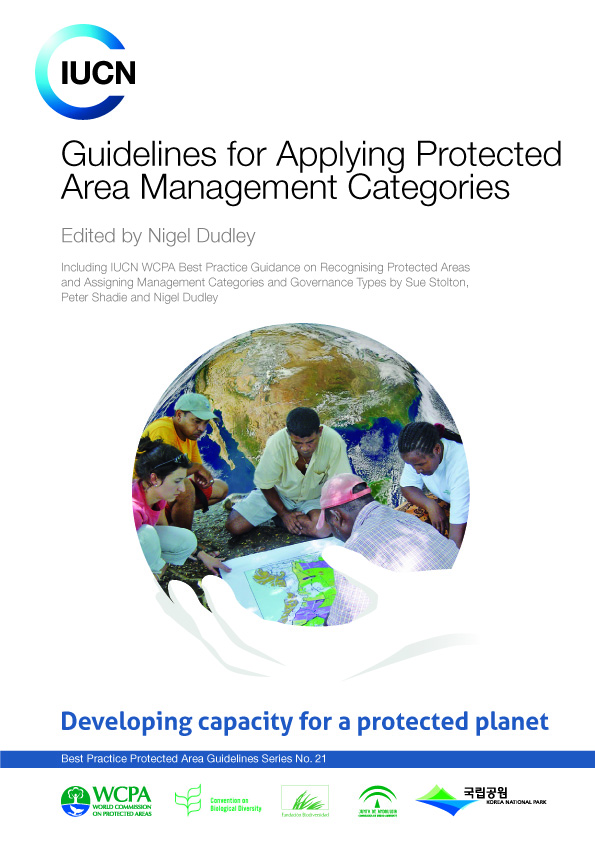 IUCN
Guidelines for Applying Protected
Area Management Categories
Edited by Nigel Dudley
Including IUCN WCPA Best Practice Guidance on Recognising Protected Areas
and Assigning Management Categories and Governance Types by Sue Stolton,
Peter Shadie and Nigel Dudley
Developing capacity for a protected planet
Best Practice Protected Area Guidelines Series No. 21
WCPA
WORLD COMMISSION
ON PROTECTED AREAS
Convention on
Biological Diversity
Fundación Biodiversidad
JUNTA DE ANDALUCIA
국립공원
KOREA NATIONAL PARK